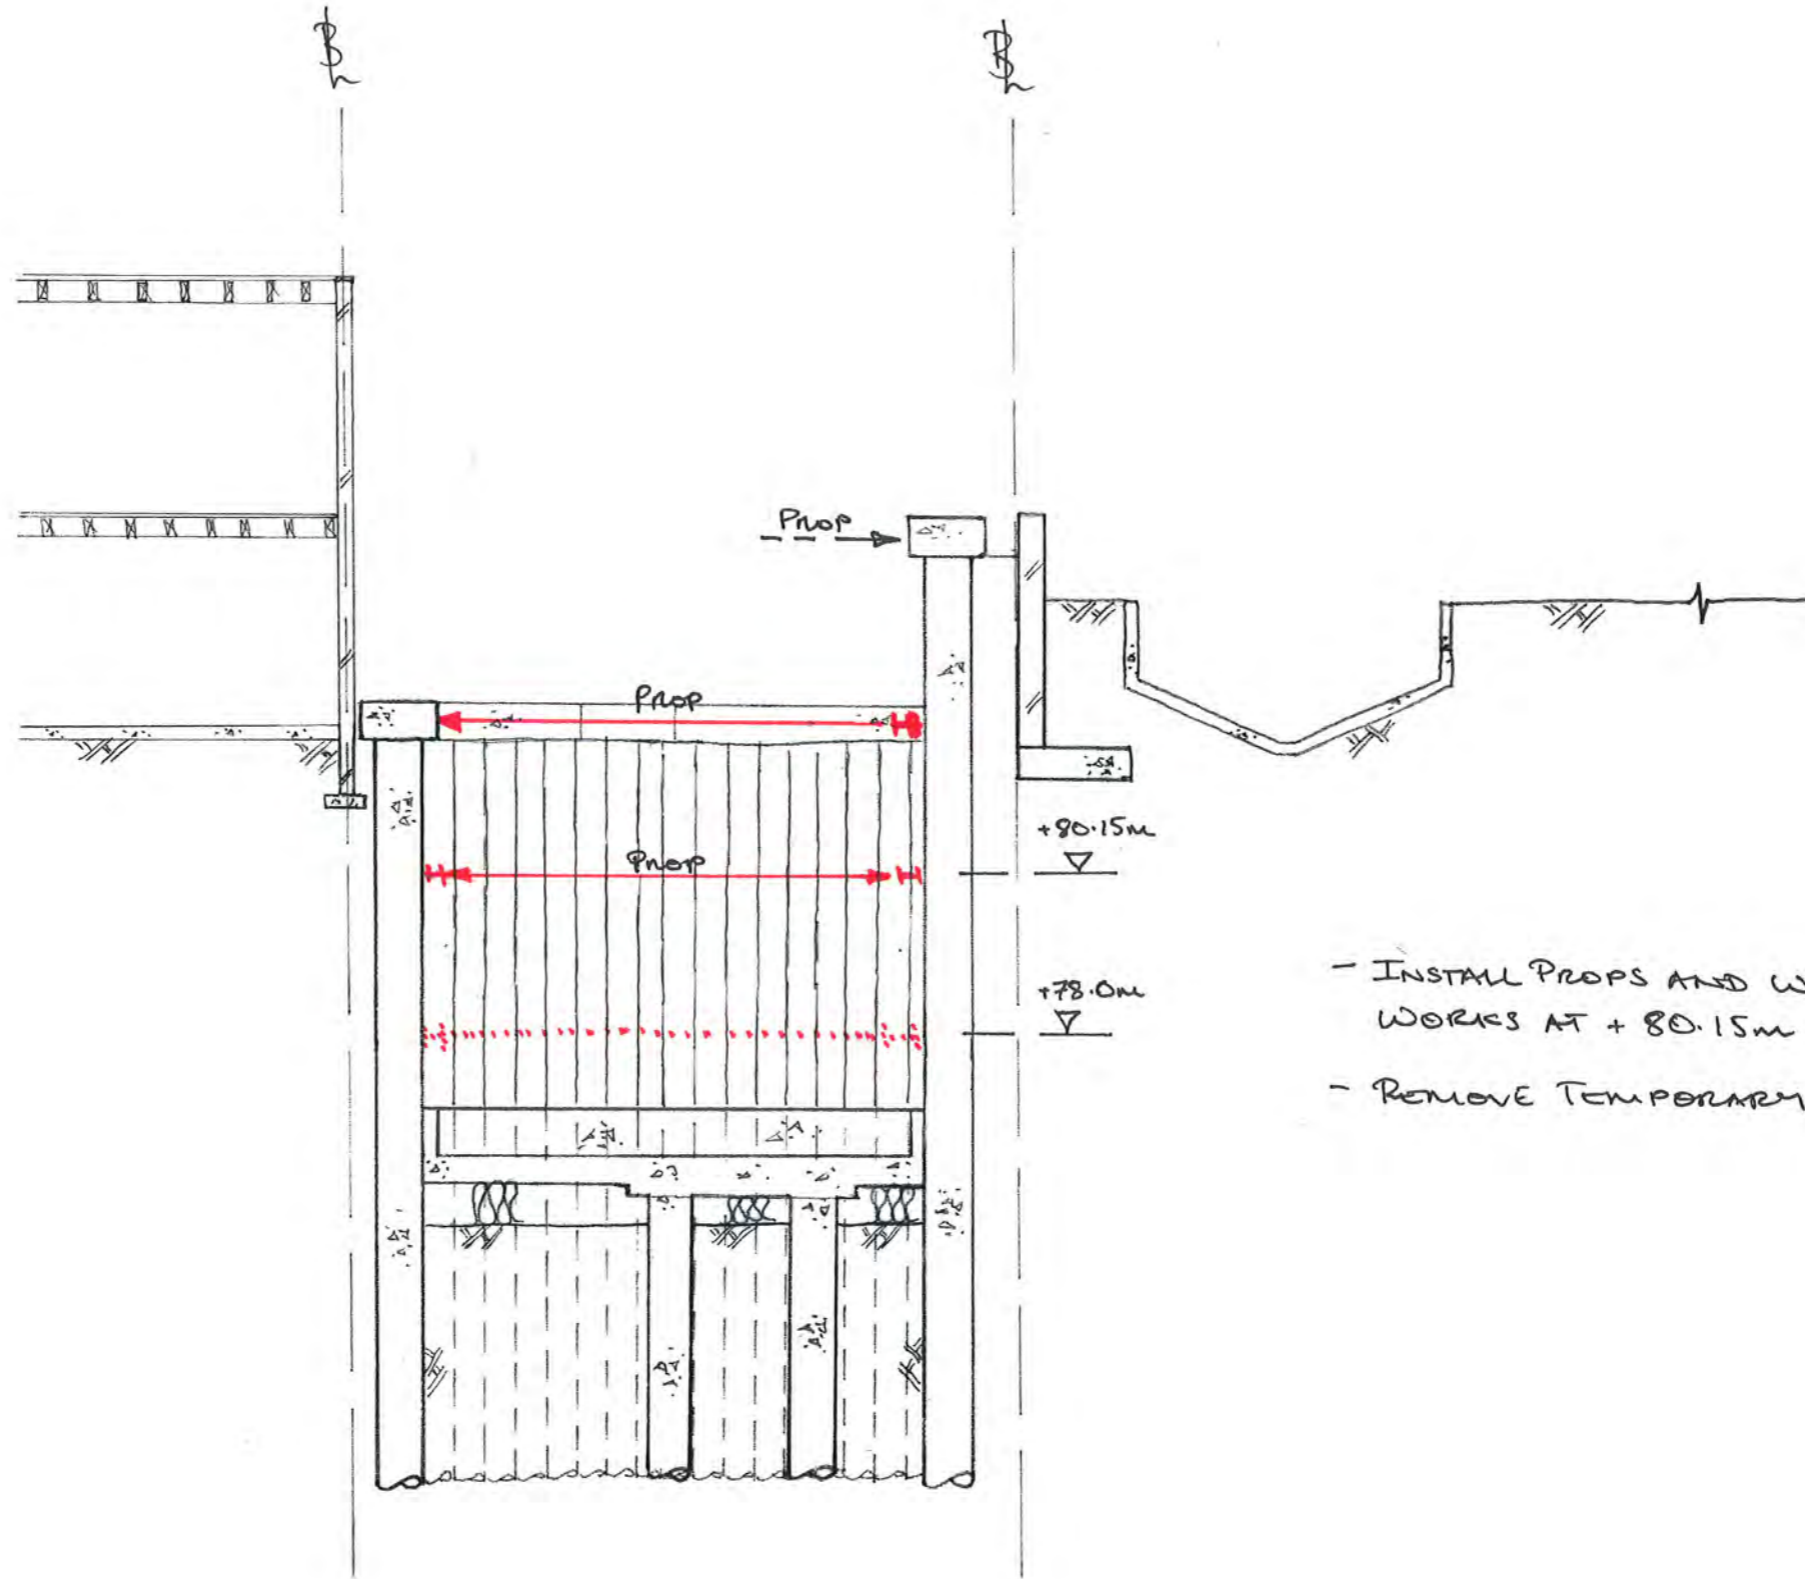 PROP
PROP
+80.15m
PROP
+78.0m
- INSTALL PROPS AND W
WORKS AT + 80.15m
- REMOVE TEMPORARY